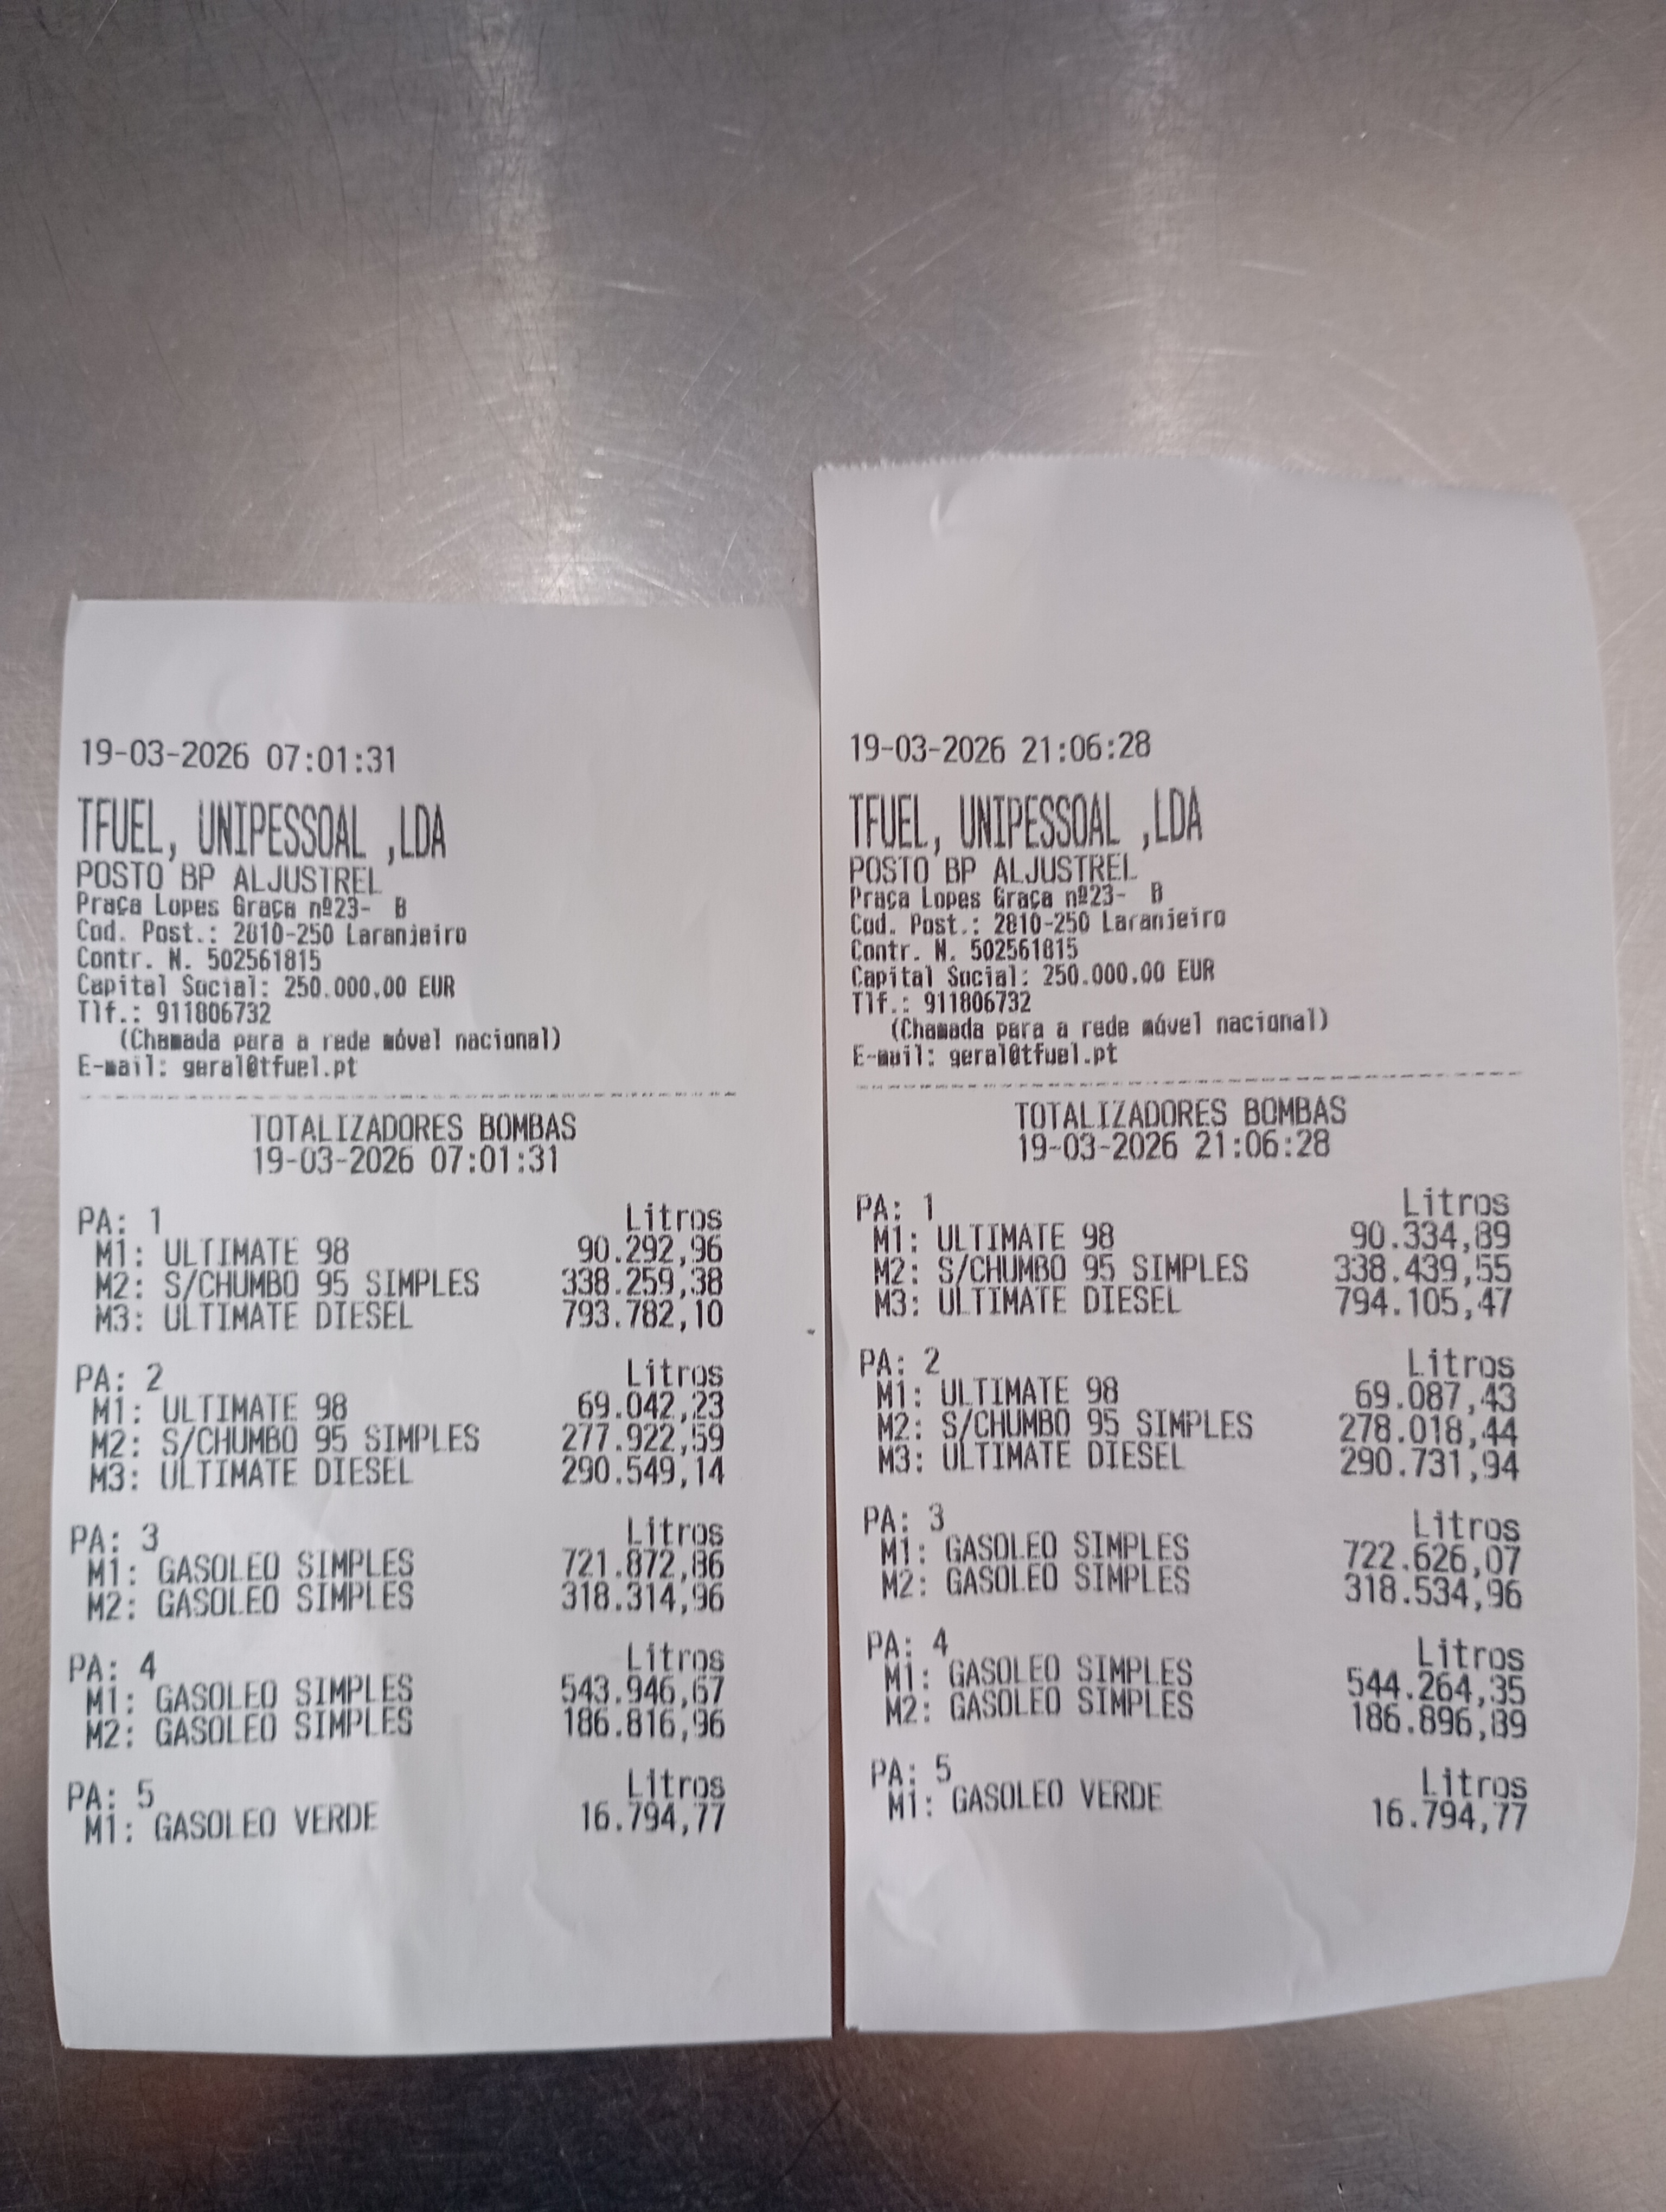 19-03-2026 07:01:31
TFUEL, UNIPESSOAL ,LDA
POSTO BP ALJUSTREL
Praça Lopes Graça nº23-  B
Cod. Post.: 2810-250 Laranjeiro
Contr. N. 502561815
Capital Social: 250.000,00 EUR
Tlf.: 911806732
(Chamada para a rede móvel nacional)
E-mail: geral@tfuel.pt
TOTALIZADORES BOMBAS
19-03-2026 07:01:31
PA: 1 Litros
M1: ULTIMATE 98 90.292,96
M2: S/CHUMBO 95 SIMPLES 338.259,38
M3: ULTIMATE DIESEL 793.782,10
PA: 2 Litros
M1: ULTIMATE 98 69.042,23
M2: S/CHUMBO 95 SIMPLES 277.922,59
M3: ULTIMATE DIESEL 290.549,14
PA: 3 Litros
M1: GASOLEO SIMPLES 721.872,86
M2: GASOLEO SIMPLES 318.314,96
PA: 4 Litros
M1: GASOLEO SIMPLES 543.946,67
M2: GASOLEO SIMPLES 186.816,96
PA: 5 Litros
M1: GASOLEO VERDE 16.794,77
19-03-2026 21:06:28
TFUEL, UNIPESSOAL ,LDA
POSTO BP ALJUSTREL
Praça Lopes Graça nº23-  B
Cod. Post.: 2810-250 Laranjeiro
Contr. N. 502561815
Capital Social: 250.000,00 EUR
Tlf.: 911806732
(Chamada para a rede móvel nacional)
E-mail: geral@tfuel.pt
TOTALIZADORES BOMBAS
19-03-2026 21:06:28
PA: 1 Litros
M1: ULTIMATE 98 90.334,89
M2: S/CHUMBO 95 SIMPLES 338.439,55
M3: ULTIMATE DIESEL 794.105,47
PA: 2 Litros
M1: ULTIMATE 98 69.087,43
M2: S/CHUMBO 95 SIMPLES 278.018,44
M3: ULTIMATE DIESEL 290.731,94
PA: 3 Litros
M1: GASOLEO SIMPLES 722.626,07
M2: GASOLEO SIMPLES 318.534,96
PA: 4 Litros
M1: GASOLEO SIMPLES 544.264,35
M2: GASOLEO SIMPLES 186.896,89
PA: 5 Litros
M1: GASOLEO VERDE 16.794,77